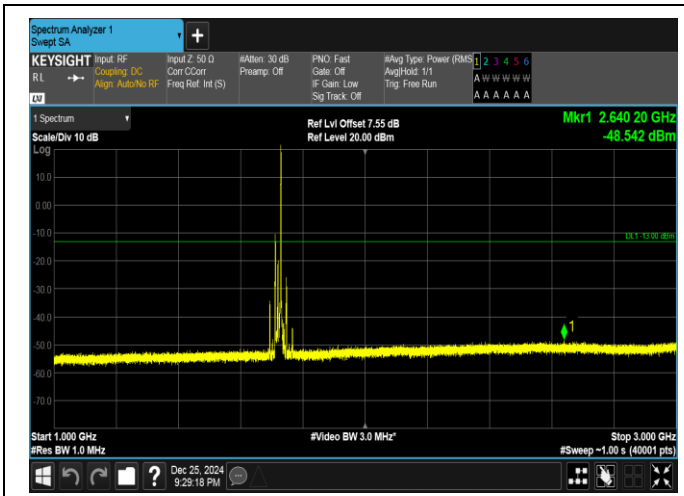 Spectrum Analyzer 1
Swept SA
+
KEYSIGHT
RL
LXI
Input: RF
Coupling: DC
Align: Auto/No RF
Input Z: 50 Ω
Corr CCorr
Freq Ref: Int (S)
#Atten: 30 dB
Preamp: Off
PNO: Fast
Gate: Off
IF Gain: Low
Sig Track: Off
#Avg Type: Power (RMS
Avg|Hold: 1/1
Trig: Free Run
1 2 3 4 5 6
A W W W W W
A A A A A A
1 Spectrum
Scale/Div 10 dB
Log
Ref Lvl Offset 7.55 dB
Ref Level 20.00 dBm
Mkr1 2.640 20 GHz
-48.542 dBm
10.0
0.00
-10.0
DL1 -13.00 dBm
-20.0
-30.0
-40.0
1
-50.0
-60.0
-70.0
Start 1.000 GHz
#Res BW 1.0 MHz
#Video BW 3.0 MHz*
Stop 3.000 GHz
#Sweep ~1.00 s (40001 pts)
?
Dec 25, 2024
9:29:18 PM